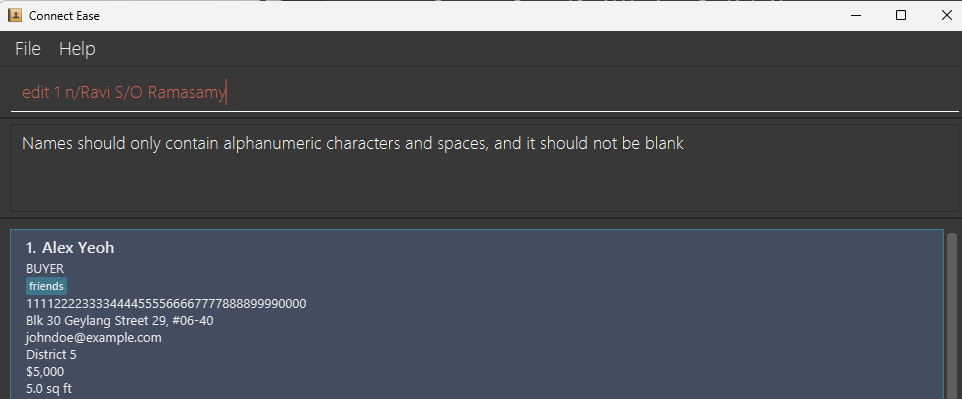 Connect Ease
File Help
edit 1 n/Ravi S/O Ramasamy
Names should only contain alphanumeric characters and spaces, and it should not be blank
1. Alex Yeoh
BUYER
friends
1111222233334444555566667777888899990000
Blk 30 Geylang Street 29, #06-40
johndoe@example.com
District 5
$5,000
5.0 sq ft